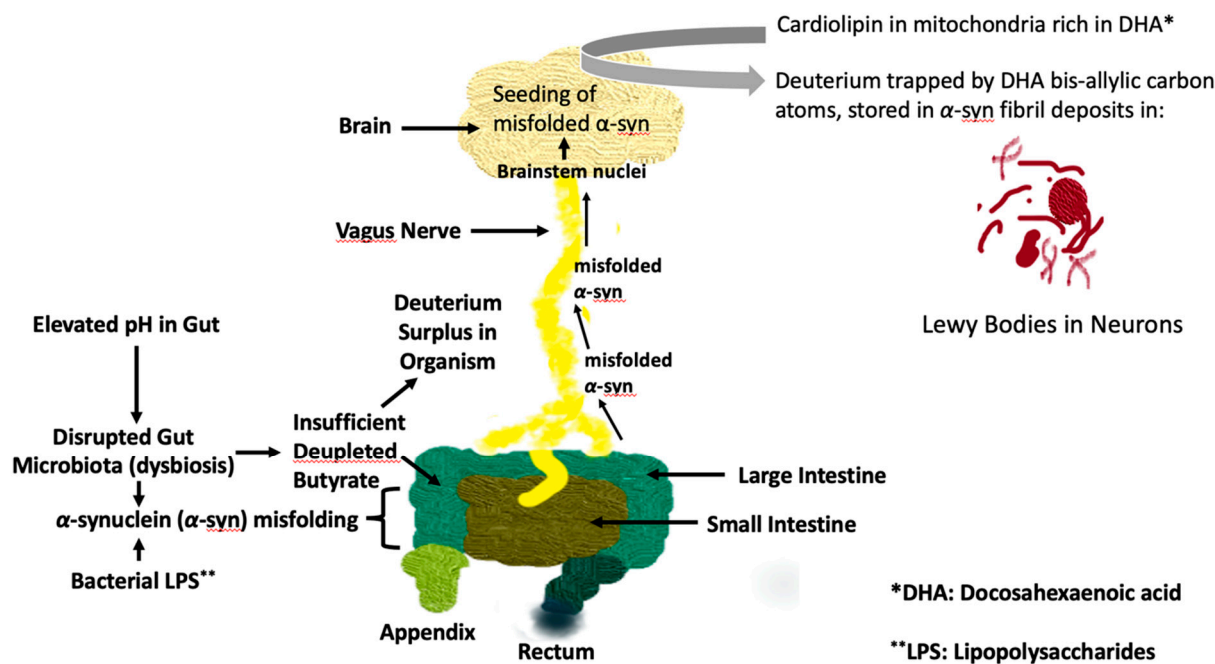 Cardiolipin in mitochondria rich in DHA*
Deuterium trapped by DHA bis-allylic carbon
atoms, stored in α-syn fibril deposits in:
Seeding of
misfolded α-syn
Brain
Brainstem nuclei
Vagus Nerve
misfolded
α-syn
Lewy Bodies in Neurons
Deuterium
Surplus in
Organism
Elevated pH in Gut
misfolded
α-syn
Insufficient
Deupleted
Butyrate
Disrupted Gut
Microbiota (dysbiosis)
Large Intestine
α-synuclein (α-syn) misfolding
Small Intestine
Bacterial LPS**
Appendix
Rectum
*DHA: Docosahexaenoic acid
**LPS: Lipopolysaccharides